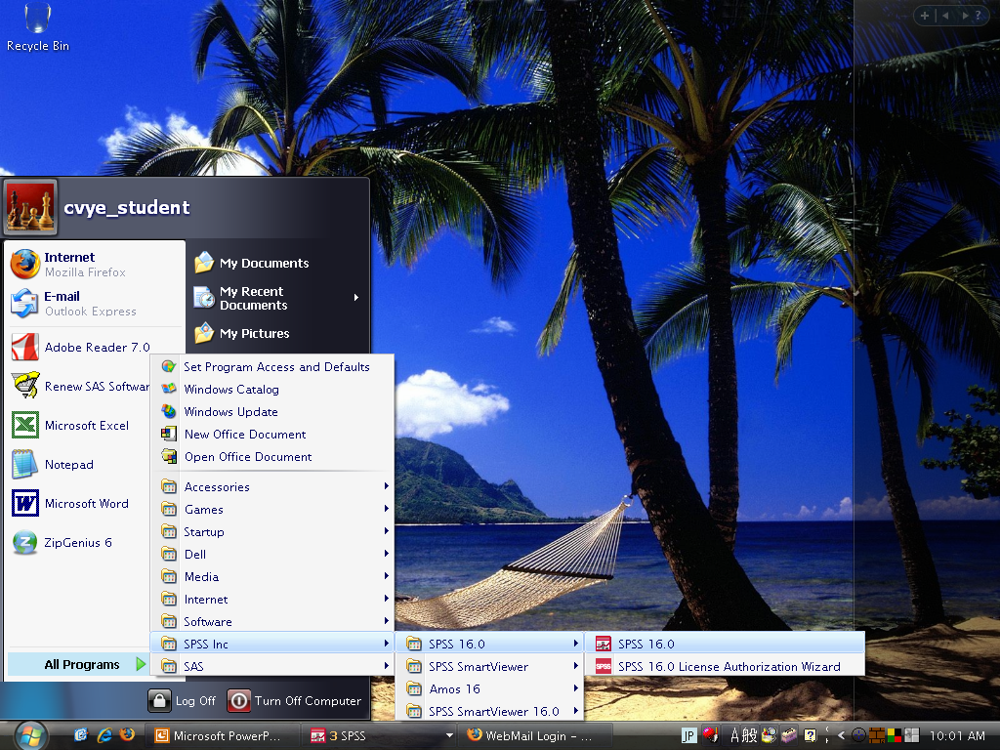 Recycle Bin
cvye_student
Internet
Mozilla Firefox
E-mail
Outlook Express
Adobe Reader 7.0
Renew SAS Softwar
Microsoft Excel
Notepad
Microsoft Word
ZipGenius 6
All Programs
My Documents
My Recent
Documents
My Pictures
Set Program Access and Defaults
Windows Catalog
Windows Update
New Office Document
Open Office Document
Accessories
Games
Startup
Dell
Media
Internet
Software
SPSS Inc
SAS
SPSS 16.0
SPSS SmartViewer
Amos 16
SPSS SmartViewer 16.0
SPSS 16.0
SPSS 16.0 License Authorization Wizard
Log Off
Turn Off Computer
Microsoft PowerP...
3 SPSS
WebMail Login - ...
JP
A般
10:01 AM